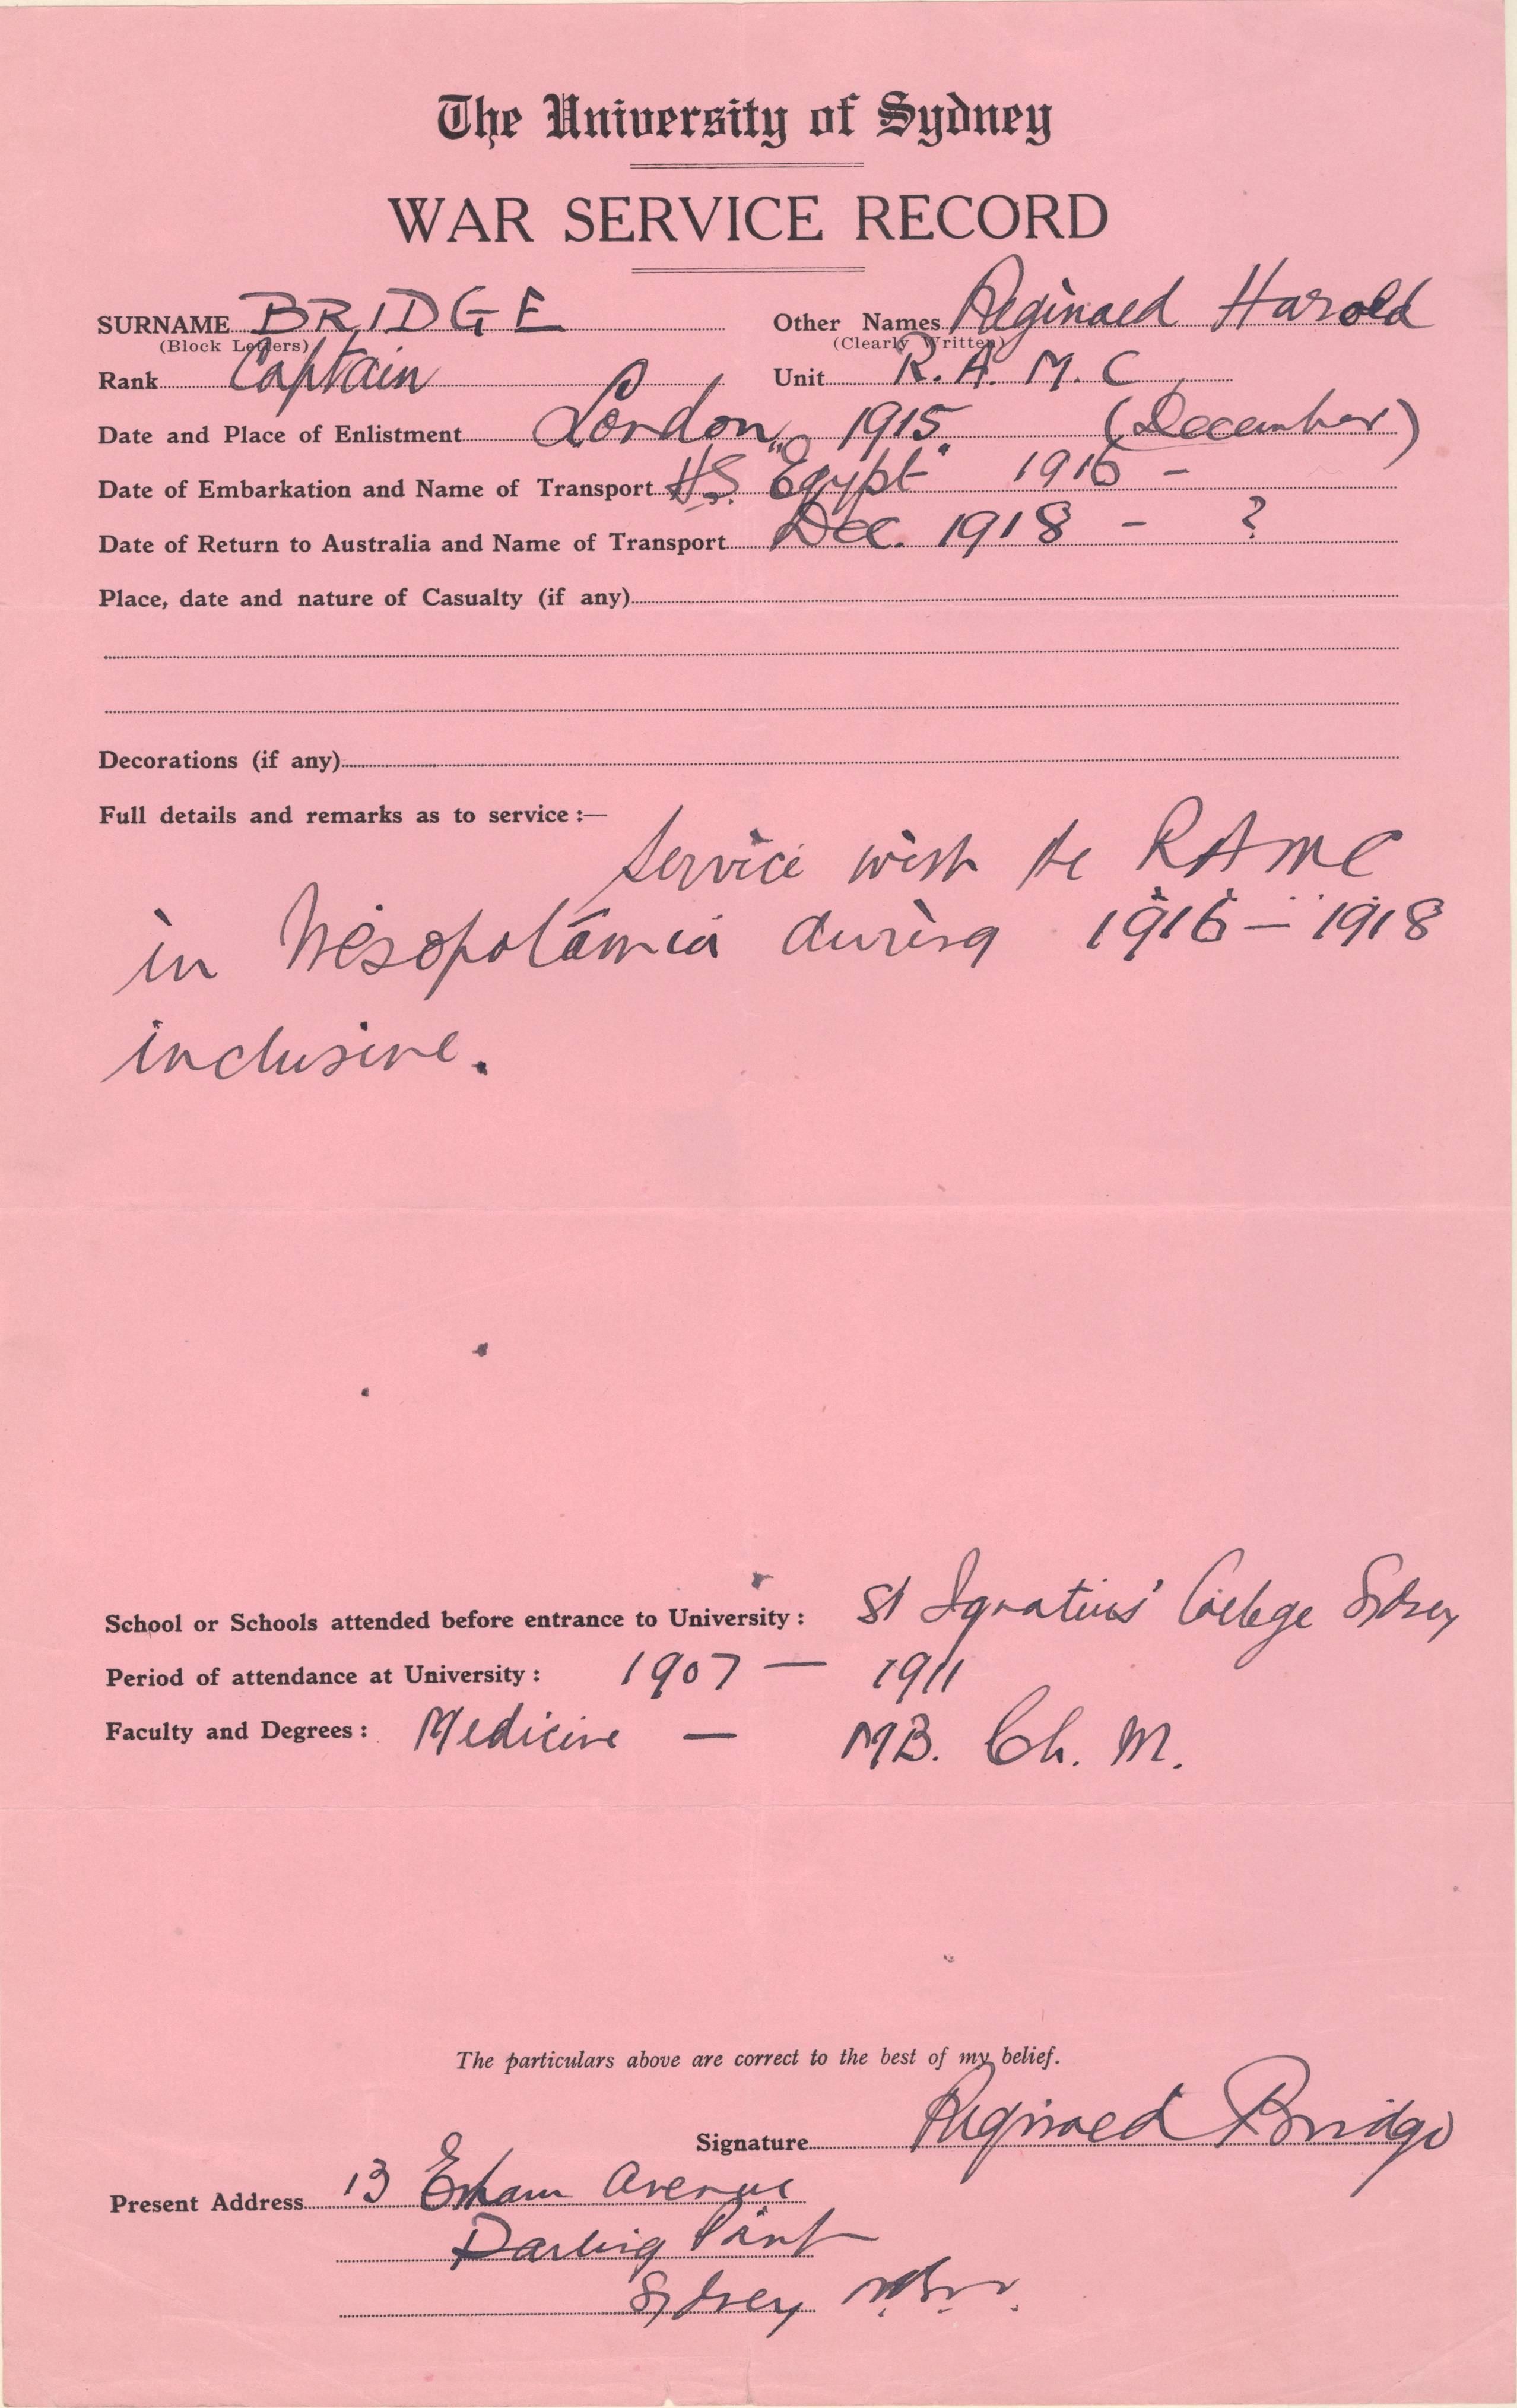 The University of Sydney
WAR SERVICE RECORD
SURNAME BRIDGE Other Names Reginald Harold
(Block Letters) (Clearly Written)
Rank Captain Unit R. A. M. C
Date and Place of Enlistment London, 1915. (December)
Date of Embarkation and Name of Transport H.S. "Egypt" 1916 -
Date of Return to Australia and Name of Transport Dec. 1918 - ?
Place, date and nature of Casualty (if any)
Decorations (if any)
Full details and remarks as to service :—
Service with the RAMC
in Mesopotamia during 1916 - 1918
inclusive.
School or Schools attended before entrance to University : St Ignatius' College Sydney
Period of attendance at University : 1907 — 1911
Faculty and Degrees : Medicine — MB. Ch. M.
The particulars above are correct to the best of my belief.
Signature Reginald Bridge
Present Address 13 Avenue
Darling Point
Sydney N.S.W.